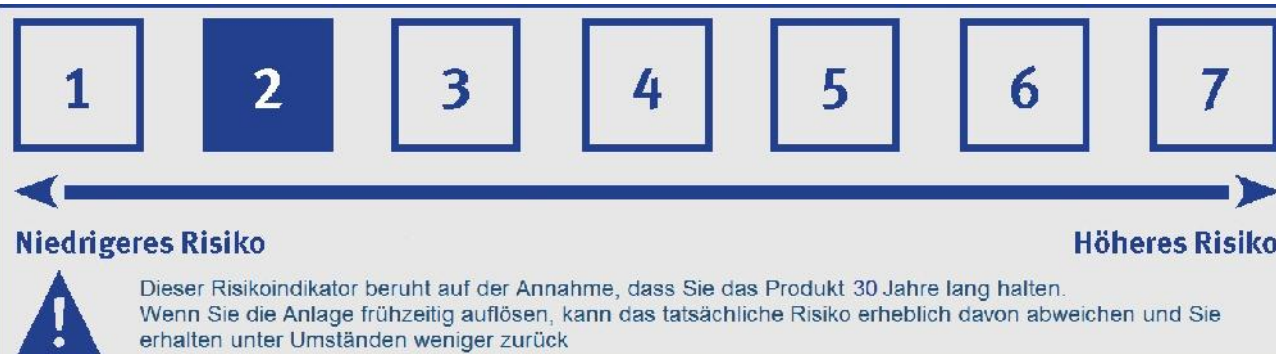 1 2 3 4 5 6 7
Niedrigeres Risiko Höheres Risiko
Dieser Risikoindikator beruht auf der Annahme, dass Sie das Produkt 30 Jahre lang halten.
Wenn Sie die Anlage frühzeitig auflösen, kann das tatsächliche Risiko erheblich davon abweichen und Sie
erhalten unter Umständen weniger zurück